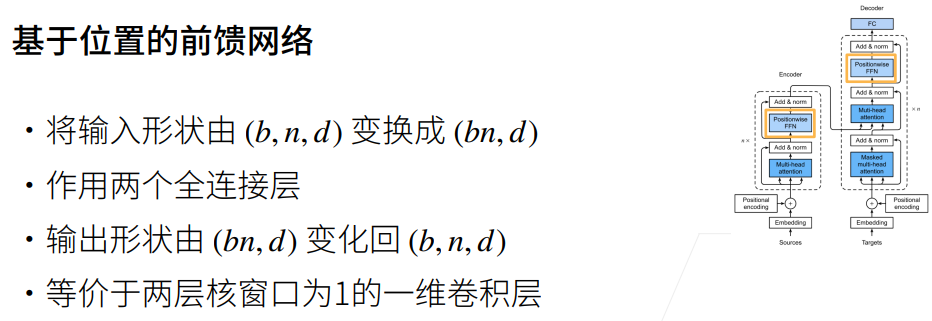 基于位置的前馈网络
• 将输入形状由 (b, n, d) 变换成 (bn, d)
• 作用两个全连接层
• 输出形状由 (bn, d) 变化回 (b, n, d)
• 等价于两层核窗口为1的一维卷积层
Decoder
FC
Add & norm
Positionwise
FFN
Add & norm
Muti-head
attention
× n
Add & norm
Masked
multi-head
attention
Positional
encoding
+
Embedding
Targets
Encoder
Add & norm
Positionwise
FFN
n ×
Add & norm
Multi-head
attention
Positional
encoding
+
Embedding
Sources